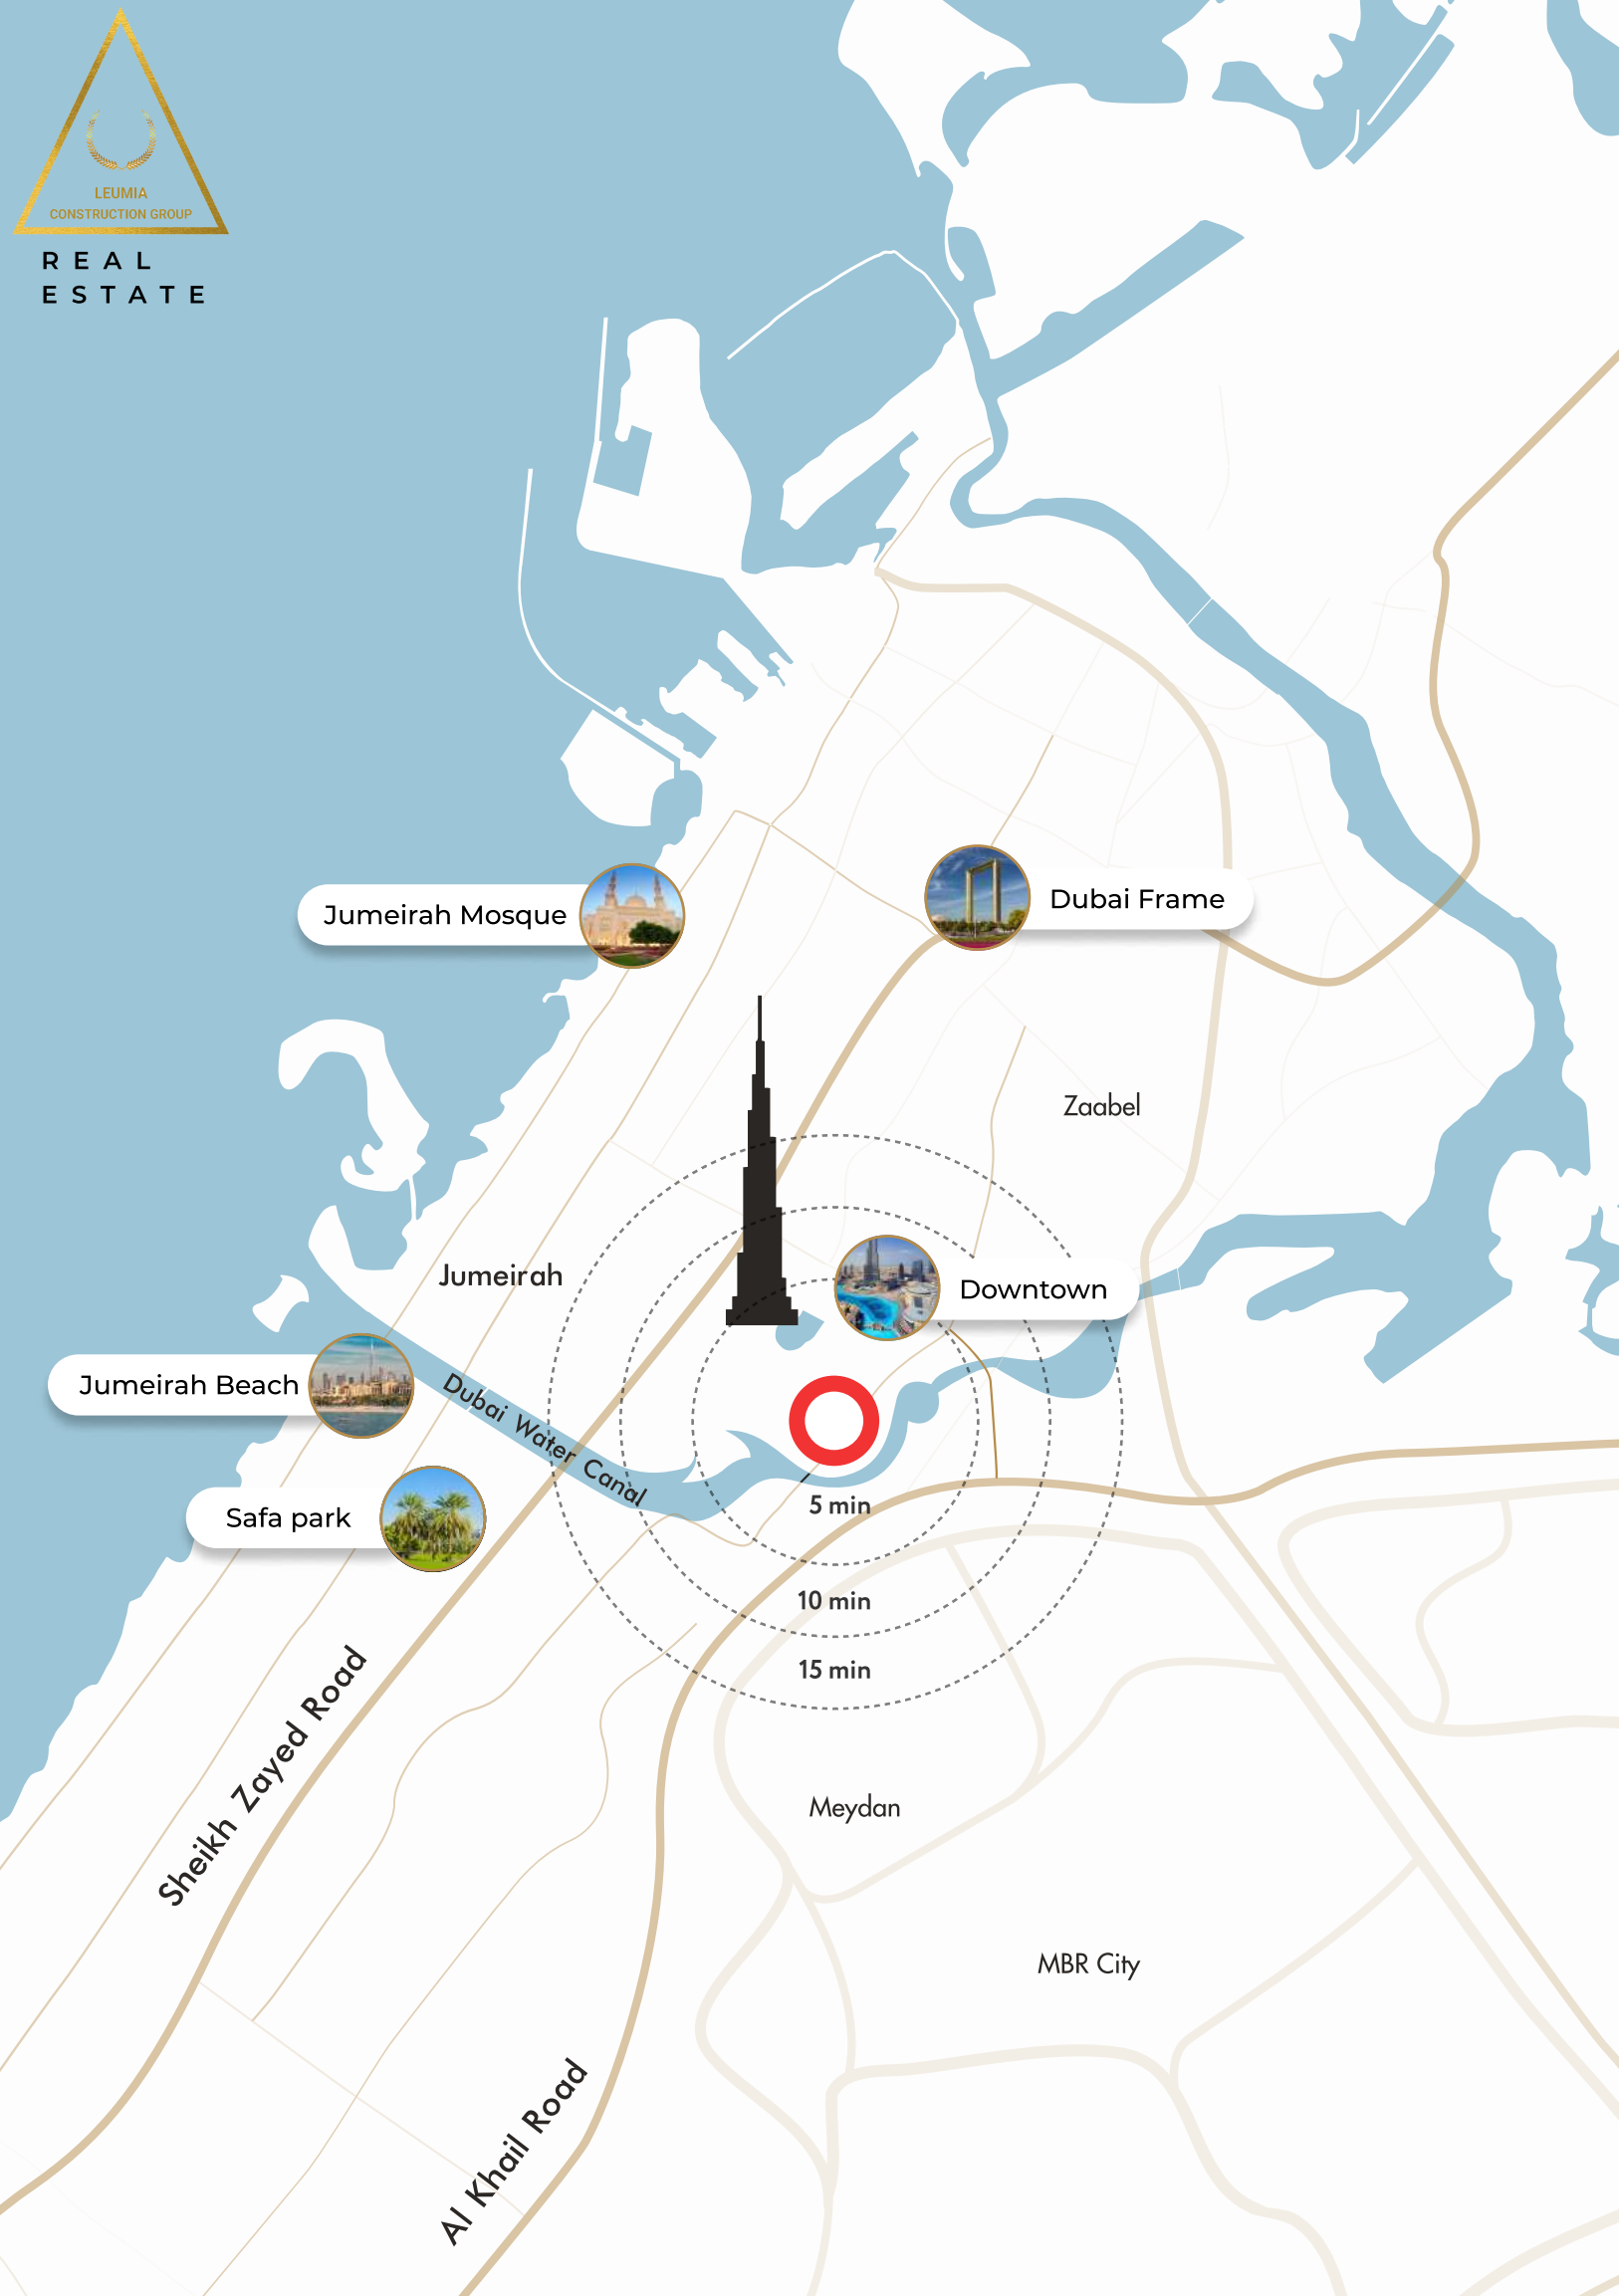 LEUMIA
CONSTRUCTION GROUP
REAL
ESTATE
Jumeirah Mosque
Dubai Frame
Zaabel
Jumeirah
Downtown
Jumeirah Beach
Dubai Water Canal
Safa park
5 min
10 min
15 min
Sheikh Zayed Road
Meydan
MBR City
Al Khail Road